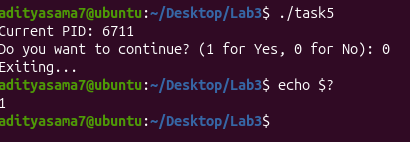 adityasama7@ubuntu:~/Desktop/Lab3$ ./task5
Current PID: 6711
Do you want to continue? (1 for Yes, 0 for No): 0
Exiting...
adityasama7@ubuntu:~/Desktop/Lab3$ echo $?
1
adityasama7@ubuntu:~/Desktop/Lab3$